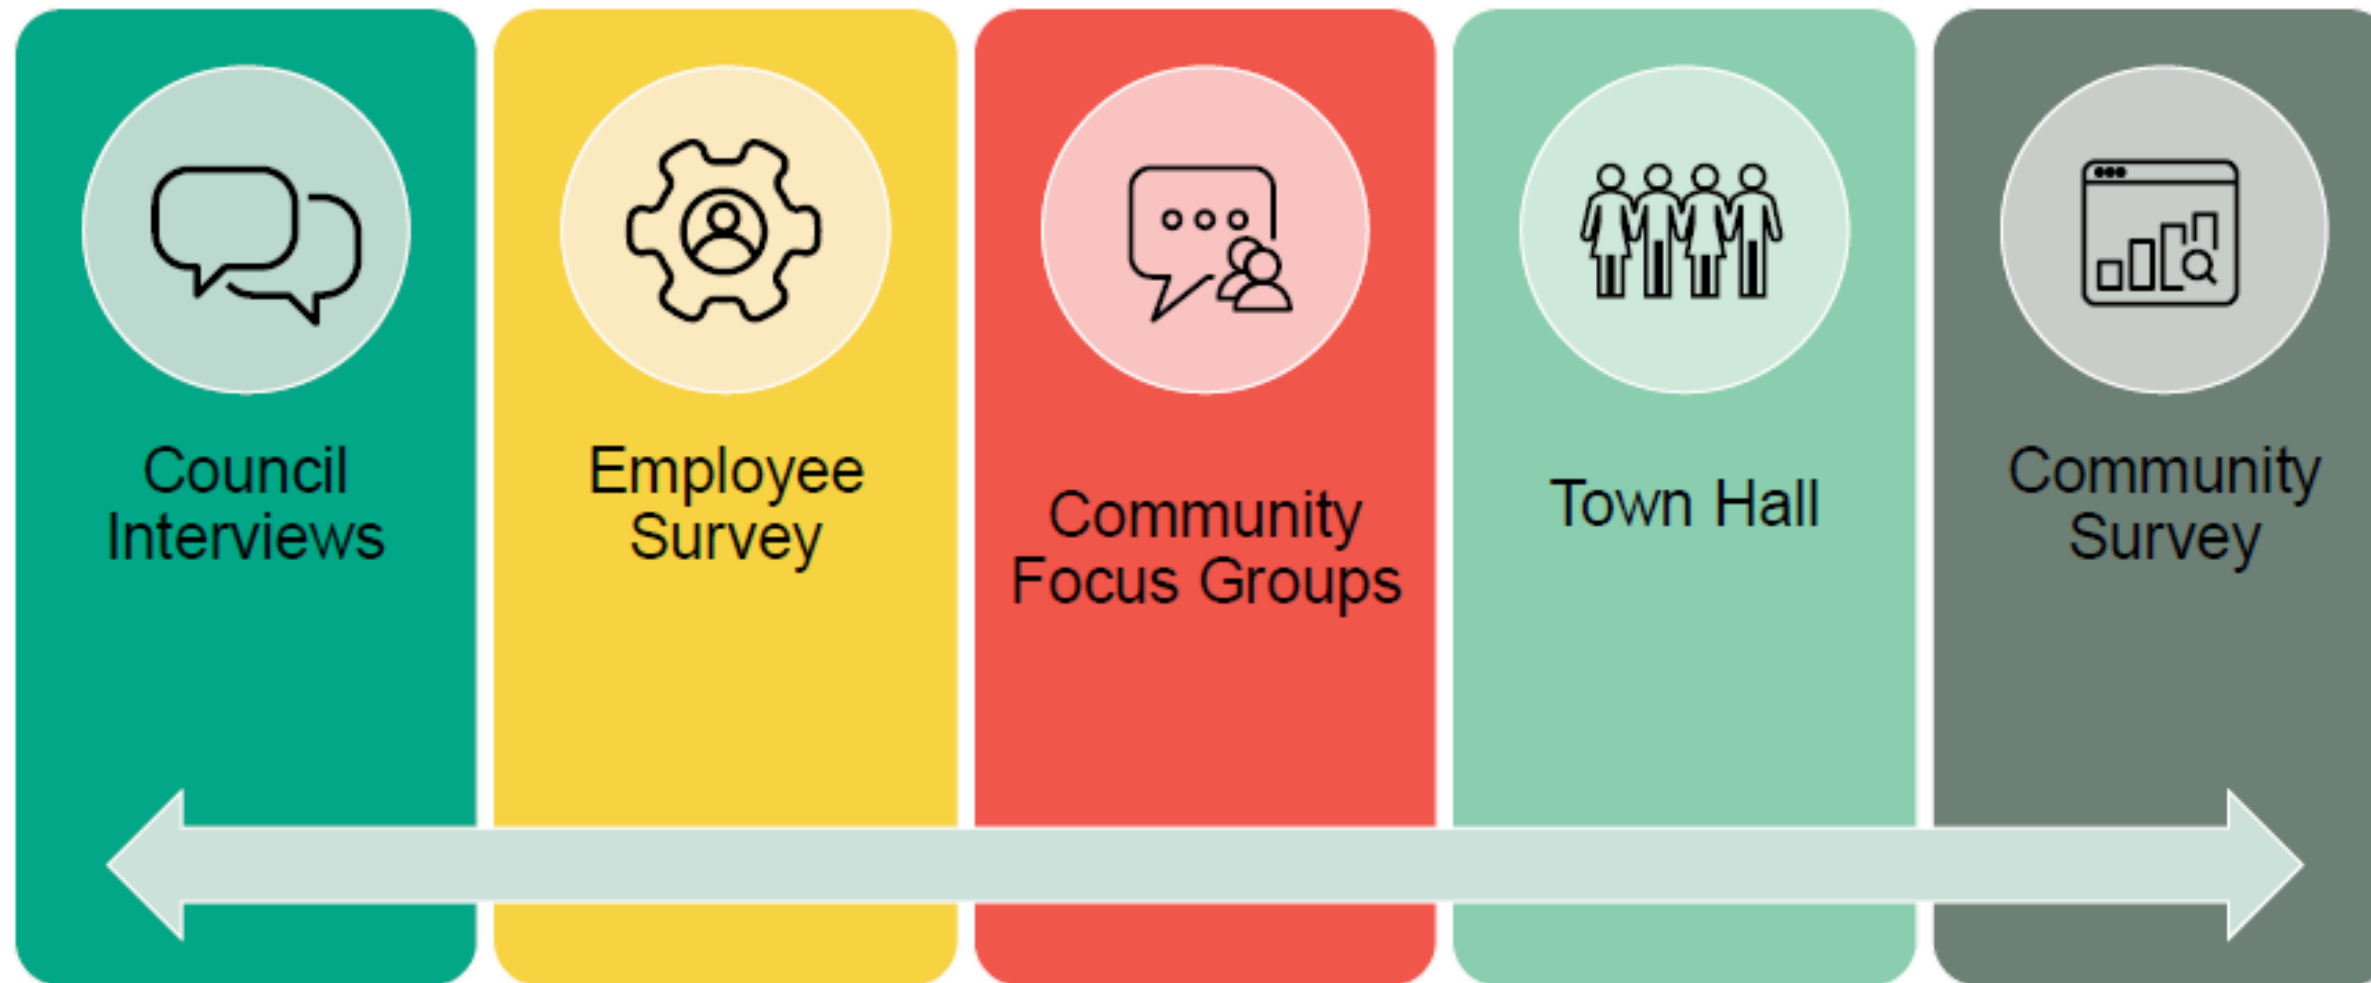 Council
Interviews
Employee
Survey
Community
Focus Groups
Town Hall
Community
Survey